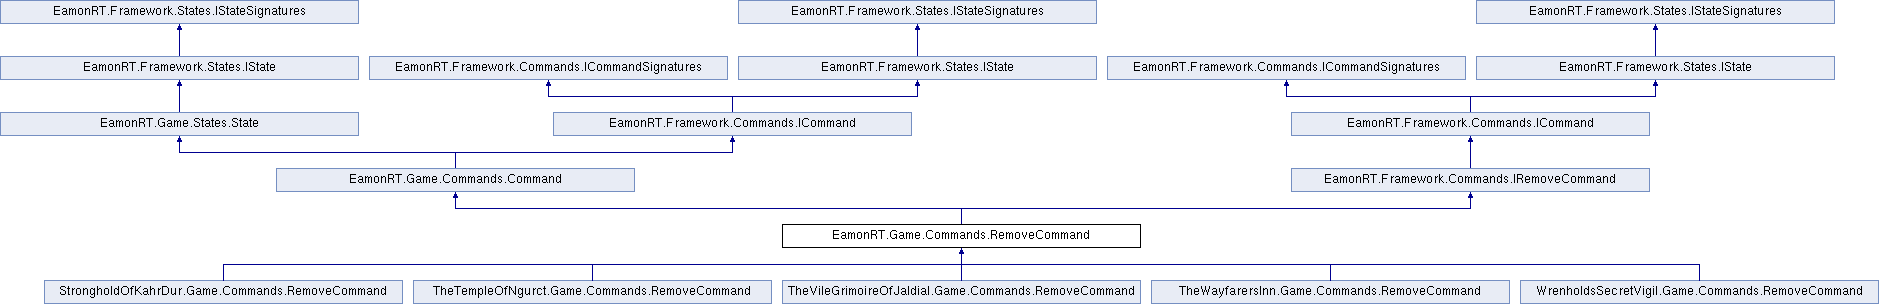 EamonRT.Framework.States.IStateSignatures
EamonRT.Framework.States.IStateSignatures
EamonRT.Framework.States.IStateSignatures
EamonRT.Framework.States.IState
EamonRT.Framework.Commands.ICommandSignatures
EamonRT.Framework.States.IState
EamonRT.Framework.Commands.ICommandSignatures
EamonRT.Framework.States.IState
EamonRT.Game.States.State
EamonRT.Framework.Commands.ICommand
EamonRT.Framework.Commands.ICommand
EamonRT.Game.Commands.Command
EamonRT.Framework.Commands.IRemoveCommand
EamonRT.Game.Commands.RemoveCommand
StrongholdOfKahrDur.Game.Commands.RemoveCommand
TheTempleOfNgurct.Game.Commands.RemoveCommand
TheVileGrimoireOfJaldial.Game.Commands.RemoveCommand
TheWayfarersInn.Game.Commands.RemoveCommand
WrenholdsSecretVigil.Game.Commands.RemoveCommand